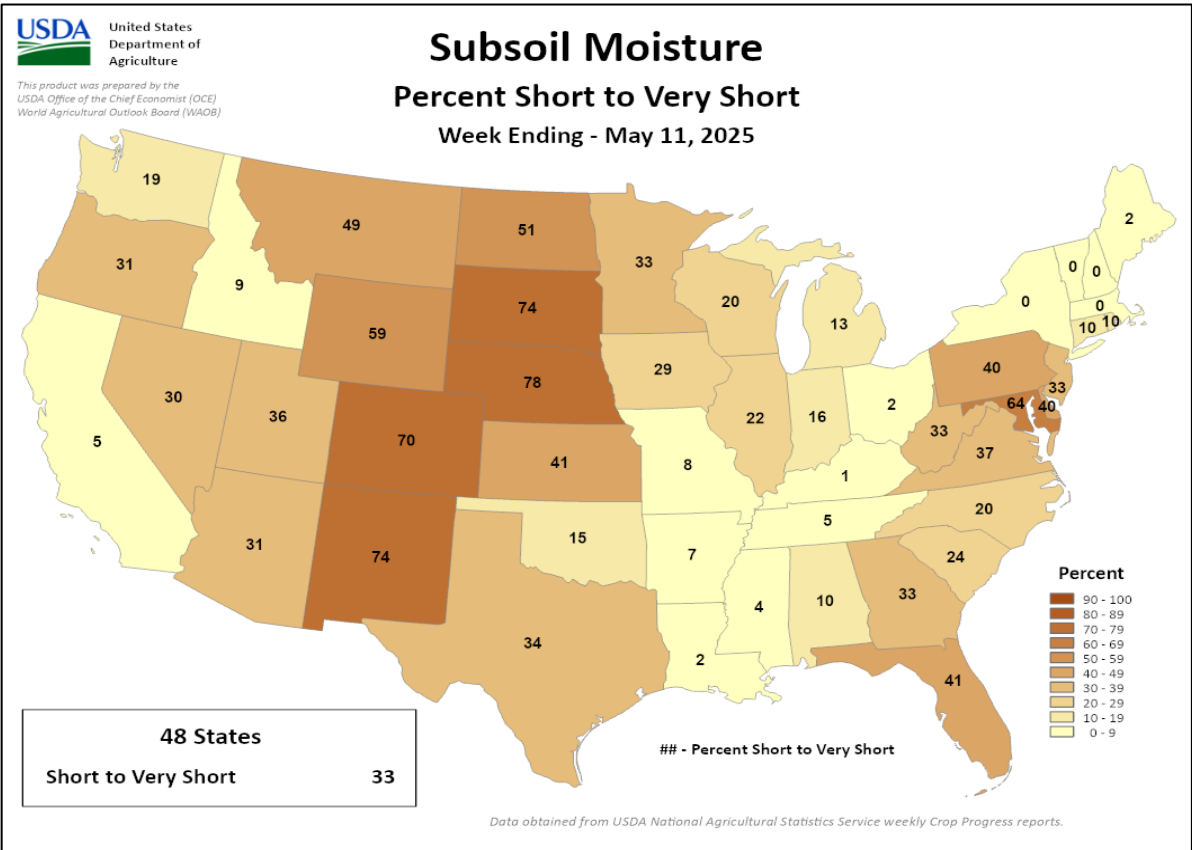 USDA
United States
Department of
Agriculture
This product was prepared by the
USDA Office of the Chief Economist (OCE)
World Agricultural Outlook Board (WAOB)
Subsoil Moisture
Percent Short to Very Short
Week Ending - May 11, 2025
19
49
51
2
31
9
33
0
0
0
59
74
20
13
0
10
10
30
36
78
29
40
33
5
70
41
22
16
2
64
40
33
37
8
1
31
74
15
7
5
20
24
4
10
33
34
2
41
Percent
90 - 100
80 - 89
70 - 79
60 - 69
50 - 59
40 - 49
30 - 39
20 - 29
10 - 19
0 - 9
48 States
Short to Very Short 33
## - Percent Short to Very Short
Data obtained from USDA National Agricultural Statistics Service weekly Crop Progress reports.